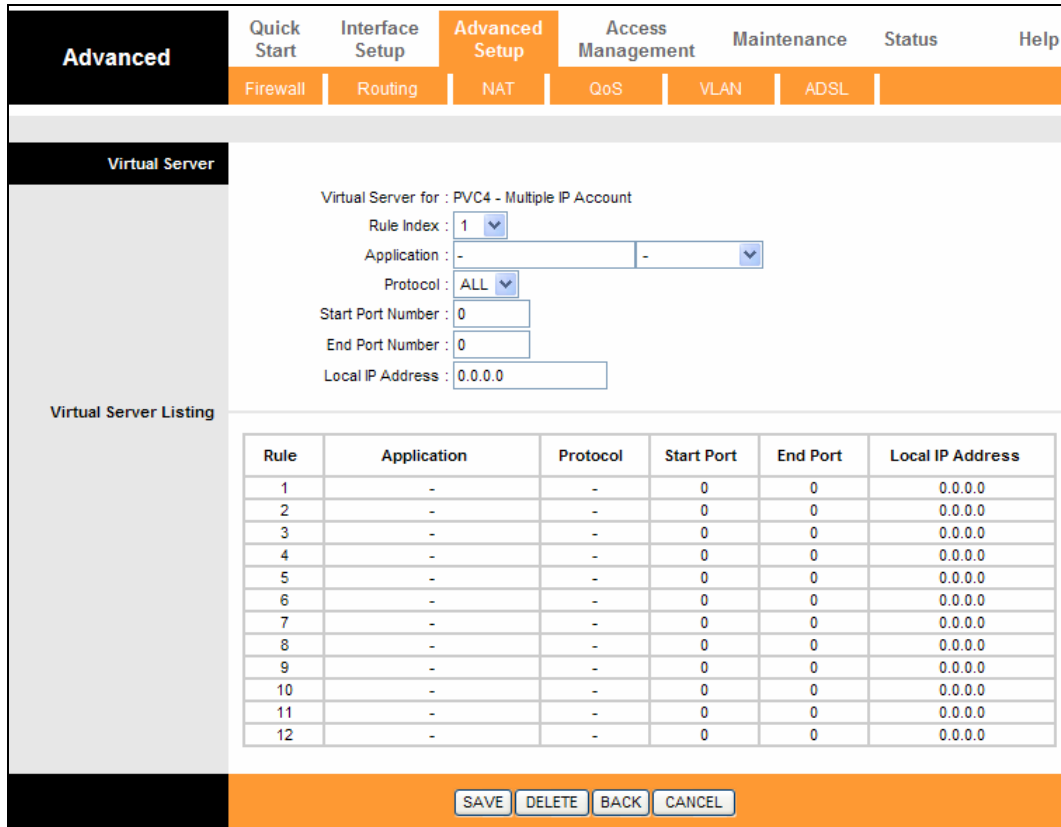 Advanced
Quick Start
Interface Setup
Advanced Setup
Access Management
Maintenance
Status
Help
Firewall
Routing
NAT
QoS
VLAN
ADSL
Virtual Server
Virtual Server for : PVC4 - Multiple IP Account
Rule Index : 1
Application : - -
Protocol : ALL
Start Port Number : 0
End Port Number : 0
Local IP Address : 0.0.0.0
Virtual Server Listing
Rule Application Protocol Start Port End Port Local IP Address
1 - - 0 0 0.0.0.0
2 - - 0 0 0.0.0.0
3 - - 0 0 0.0.0.0
4 - - 0 0 0.0.0.0
5 - - 0 0 0.0.0.0
6 - - 0 0 0.0.0.0
7 - - 0 0 0.0.0.0
8 - - 0 0 0.0.0.0
9 - - 0 0 0.0.0.0
10 - - 0 0 0.0.0.0
11 - - 0 0 0.0.0.0
12 - - 0 0 0.0.0.0
SAVE DELETE BACK CANCEL